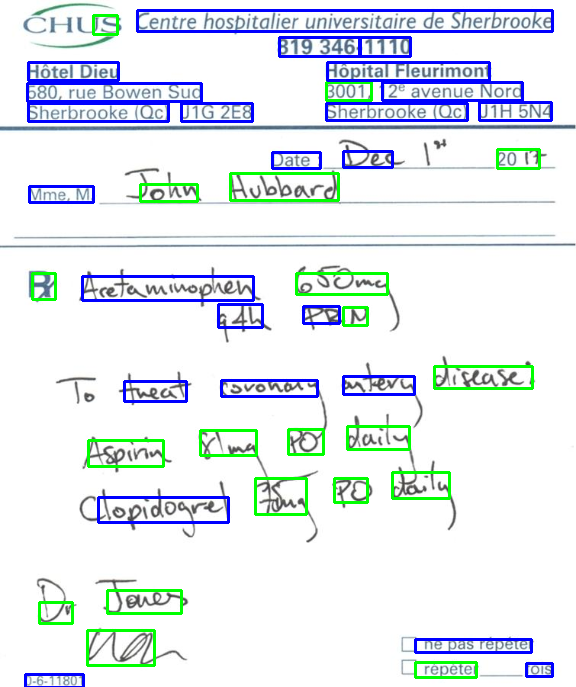 CHUS Centre hospitalier universitaire de Sherbrooke
819 346-1110
Hôtel Dieu Hôpital Fleurimont
580, rue Bowen Sud 3001, 12e avenue Nord
Sherbrooke (Qc) J1G 2E8 Sherbrooke (Qc) J1H 5N4
Date : Dec 1st 2017
Mme, M. John Hubbard
Rx Acetaminophen 650mg
q4h PRN
To treat coronary artery disease:
Aspirin 81mg PO daily
Clopidogrel 75mg PO daily
Dr Jones
ne pas répéter
répéter fois